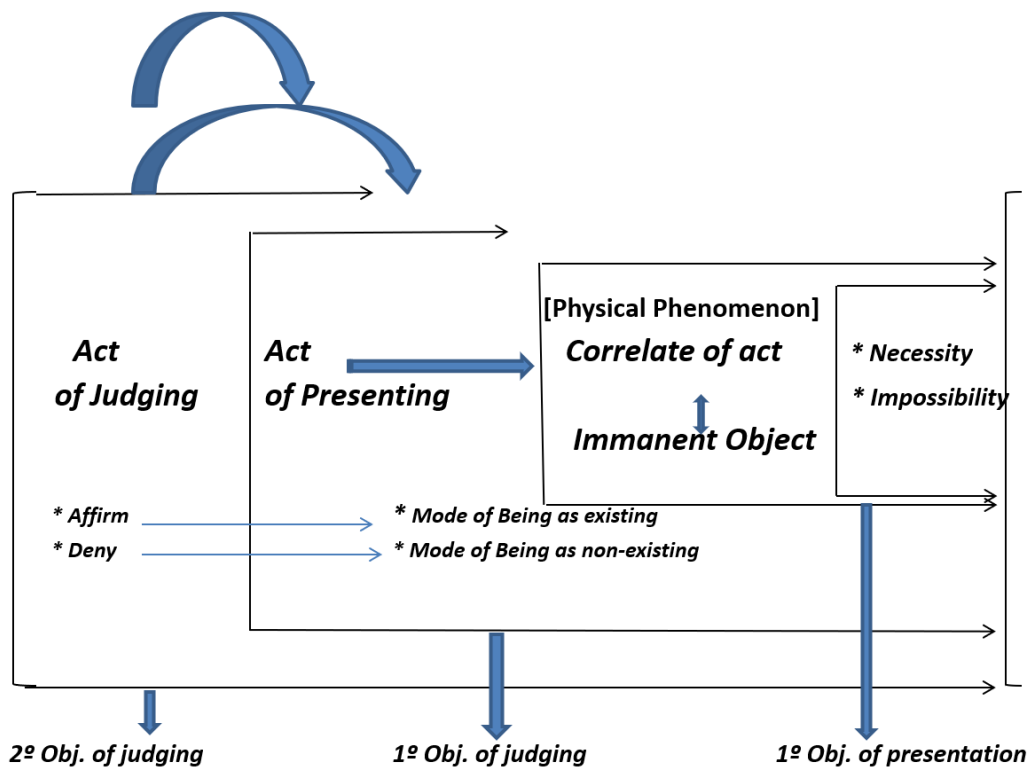 [Physical Phenomenon]
Act
of Judging
Act
of Presenting
Correlate of act
Immanent Object
* Necessity
* Impossibility
* Affirm
* Mode of Being as existing
* Deny
* Mode of Being as non-existing
2º Obj. of judging
1º Obj. of judging
1º Obj. of presentation